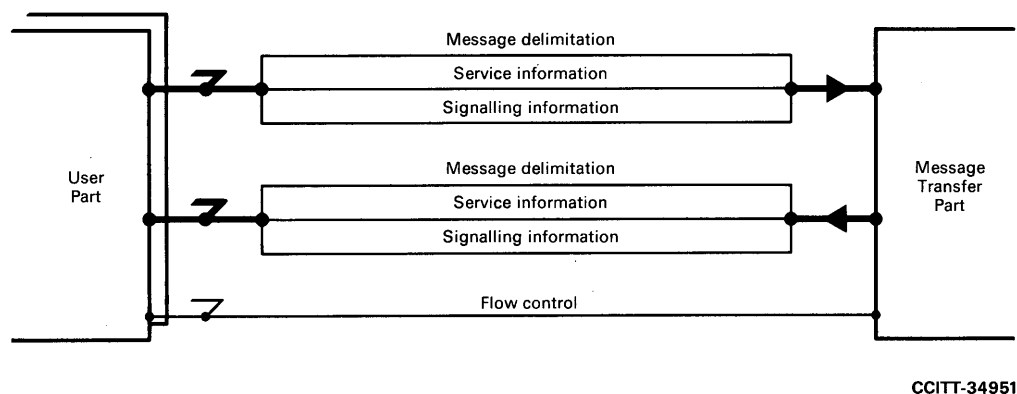 Message delimitation
Service information
Signalling information
User
Part
Message delimitation
Service information
Signalling information
Message
Transfer
Part
Flow control
CCITT-34951